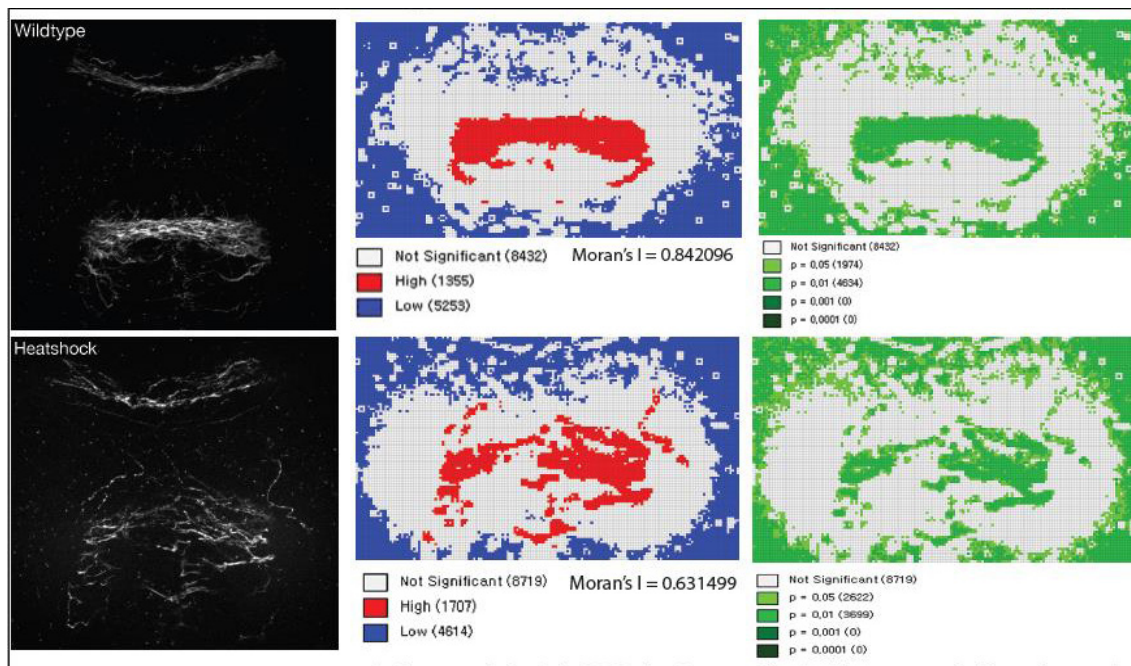 Wildtype
Not Significant (8432)
Moran's I = 0.842096
High (1355)
Low (5253)
Not Significant (8432)
p = 0,05 (1974)
p = 0,01 (4634)
p = 0,001 (0)
p = 0,0001 (0)
Heatshock
Not Significant (8719)
Moran's I = 0.631499
High (1707)
Low (4614)
Not Significant (8719)
p = 0,05 (2622)
p = 0,01 (3699)
p = 0,001 (0)
p = 0,0001 (0)